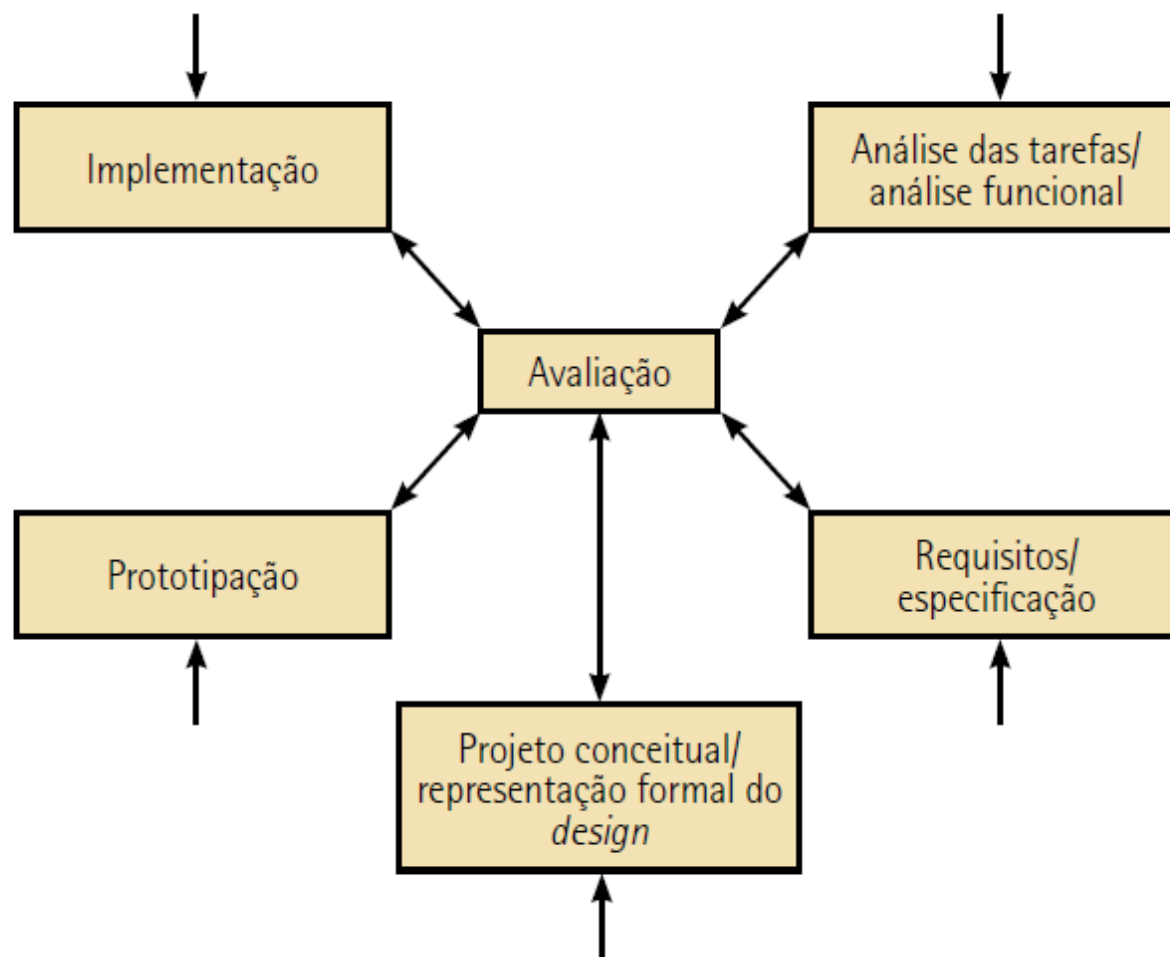 Implementação
Análise das tarefas/
análise funcional
Avaliação
Prototipação
Requisitos/
especificação
Projeto conceitual/
representação formal do
design